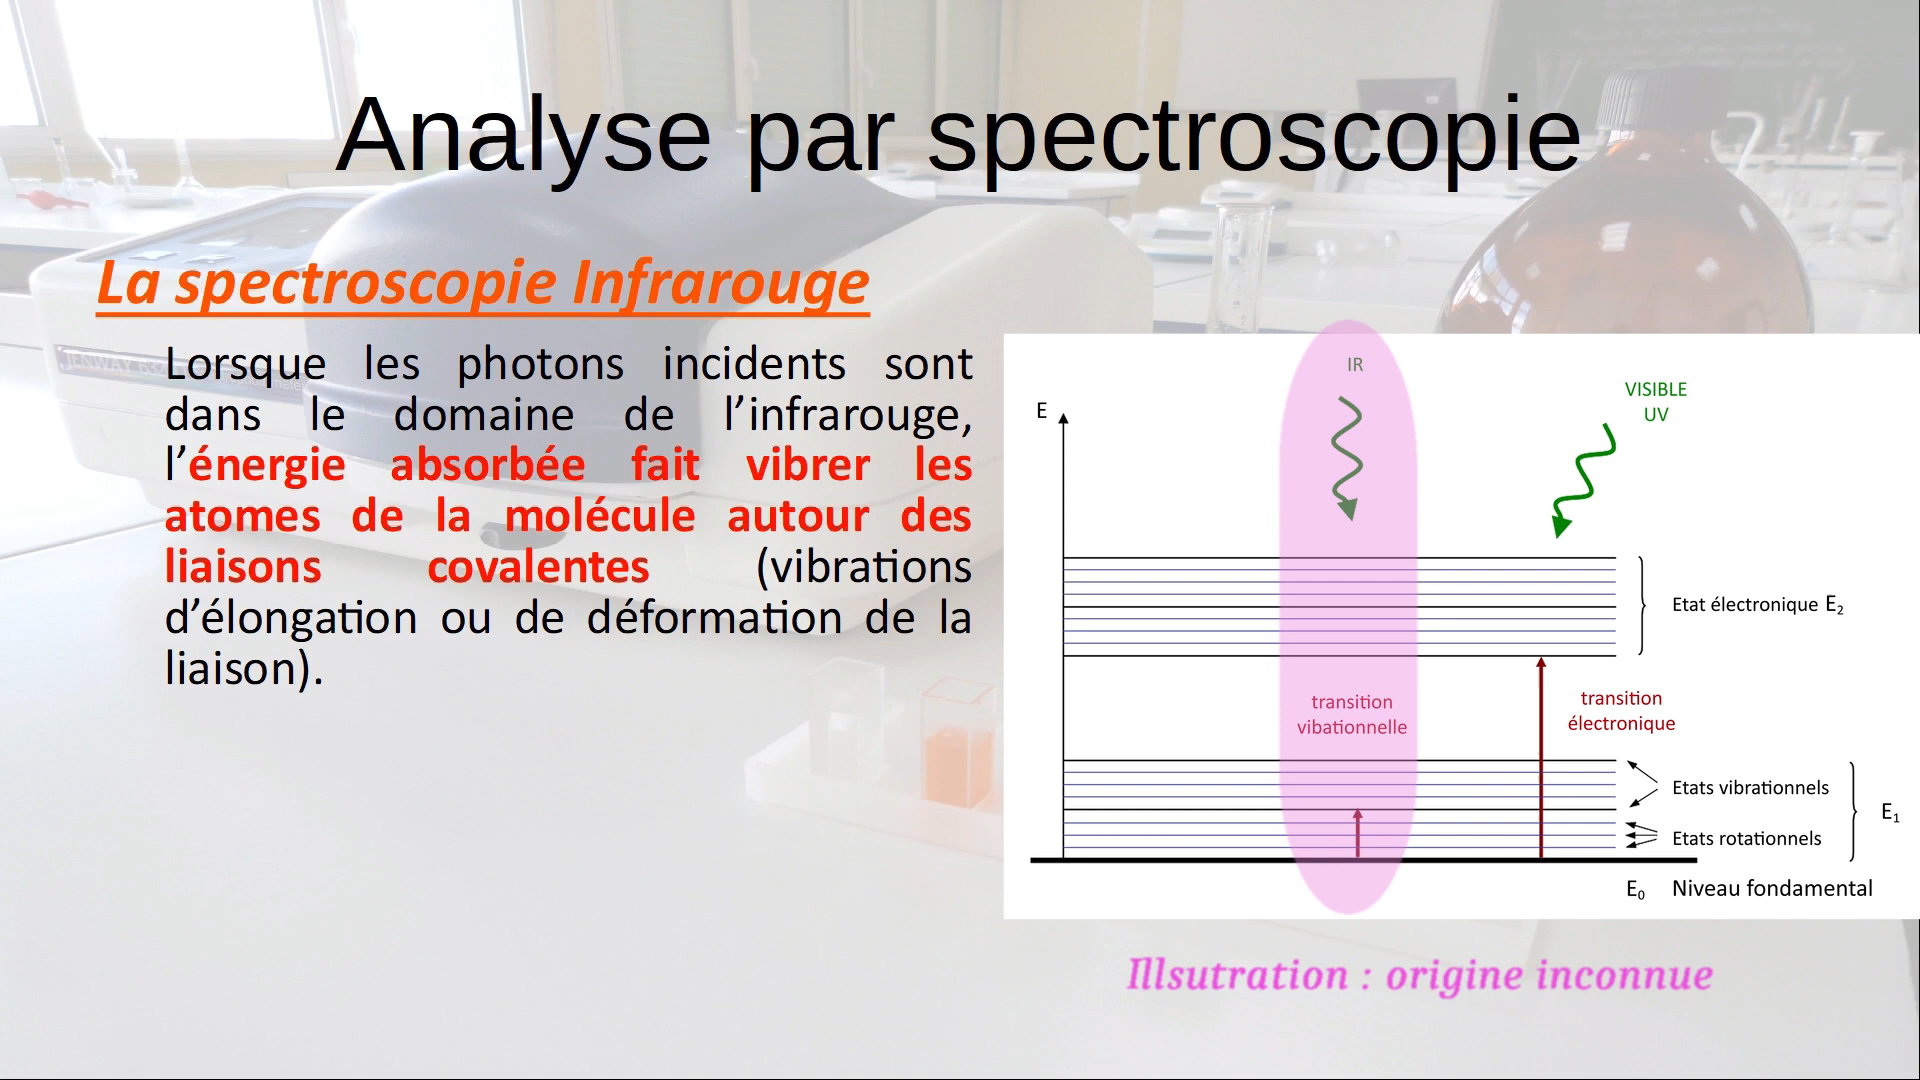 Analyse par spectroscopie
La spectroscopie Infrarouge
Lorsque les photons incidents sont
dans le domaine de l’infrarouge,
l’énergie absorbée fait vibrer les
atomes de la molécule autour des
liaisons covalentes (vibrations
d’élongation ou de déformation de la
liaison).
IR
VISIBLE
UV
E
Etat électronique E₂
transition
vibationnelle
transition
électronique
Etats vibrationnels
E₁
Etats rotationnels
E₀ Niveau fondamental
Illsutration : origine inconnue